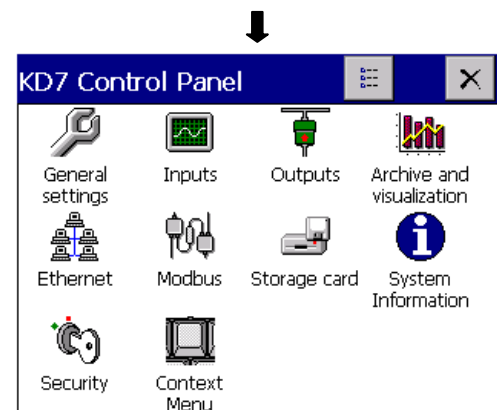 KD7 Control Panel
General settings
Inputs
Outputs
Archive and visualization
Ethernet
Modbus
Storage card
System Information
Security
Context Menu